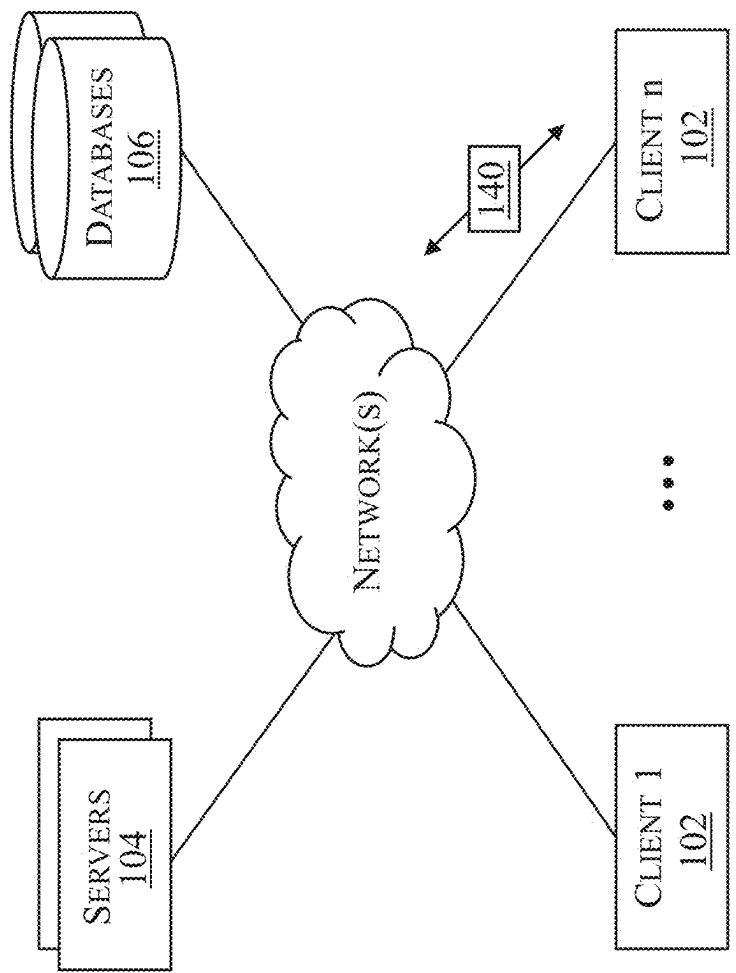 SERVERS
104
DATABASES
106
NETWORK(S)
140
CLIENT 1
102
CLIENT n
102